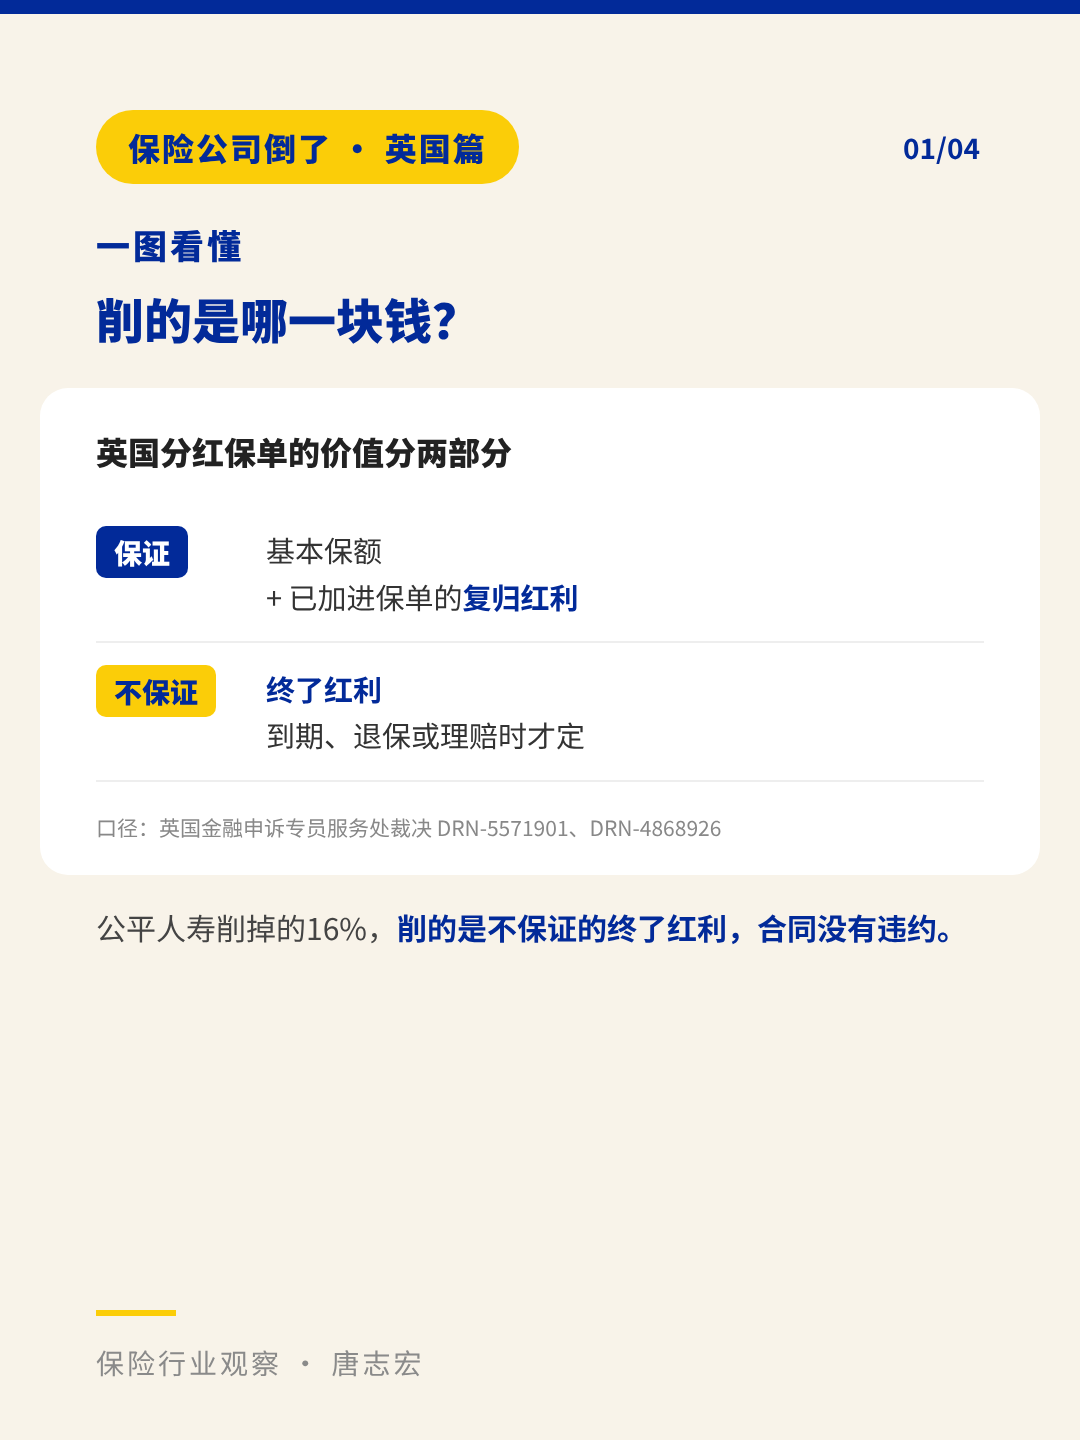 保险公司倒了 · 英国篇
01/04
一图看懂
削的是哪一块钱？
英国分红保单的价值分两部分
保证
基本保额
+ 已加进保单的复归红利
不保证
终了红利
到期、退保或理赔时才定
口径：英国金融申诉专员服务处裁决 DRN-5571901、DRN-4868926
公平人寿削掉的16%，削的是不保证的终了红利，合同没有违约。
保险行业观察 · 唐志宏